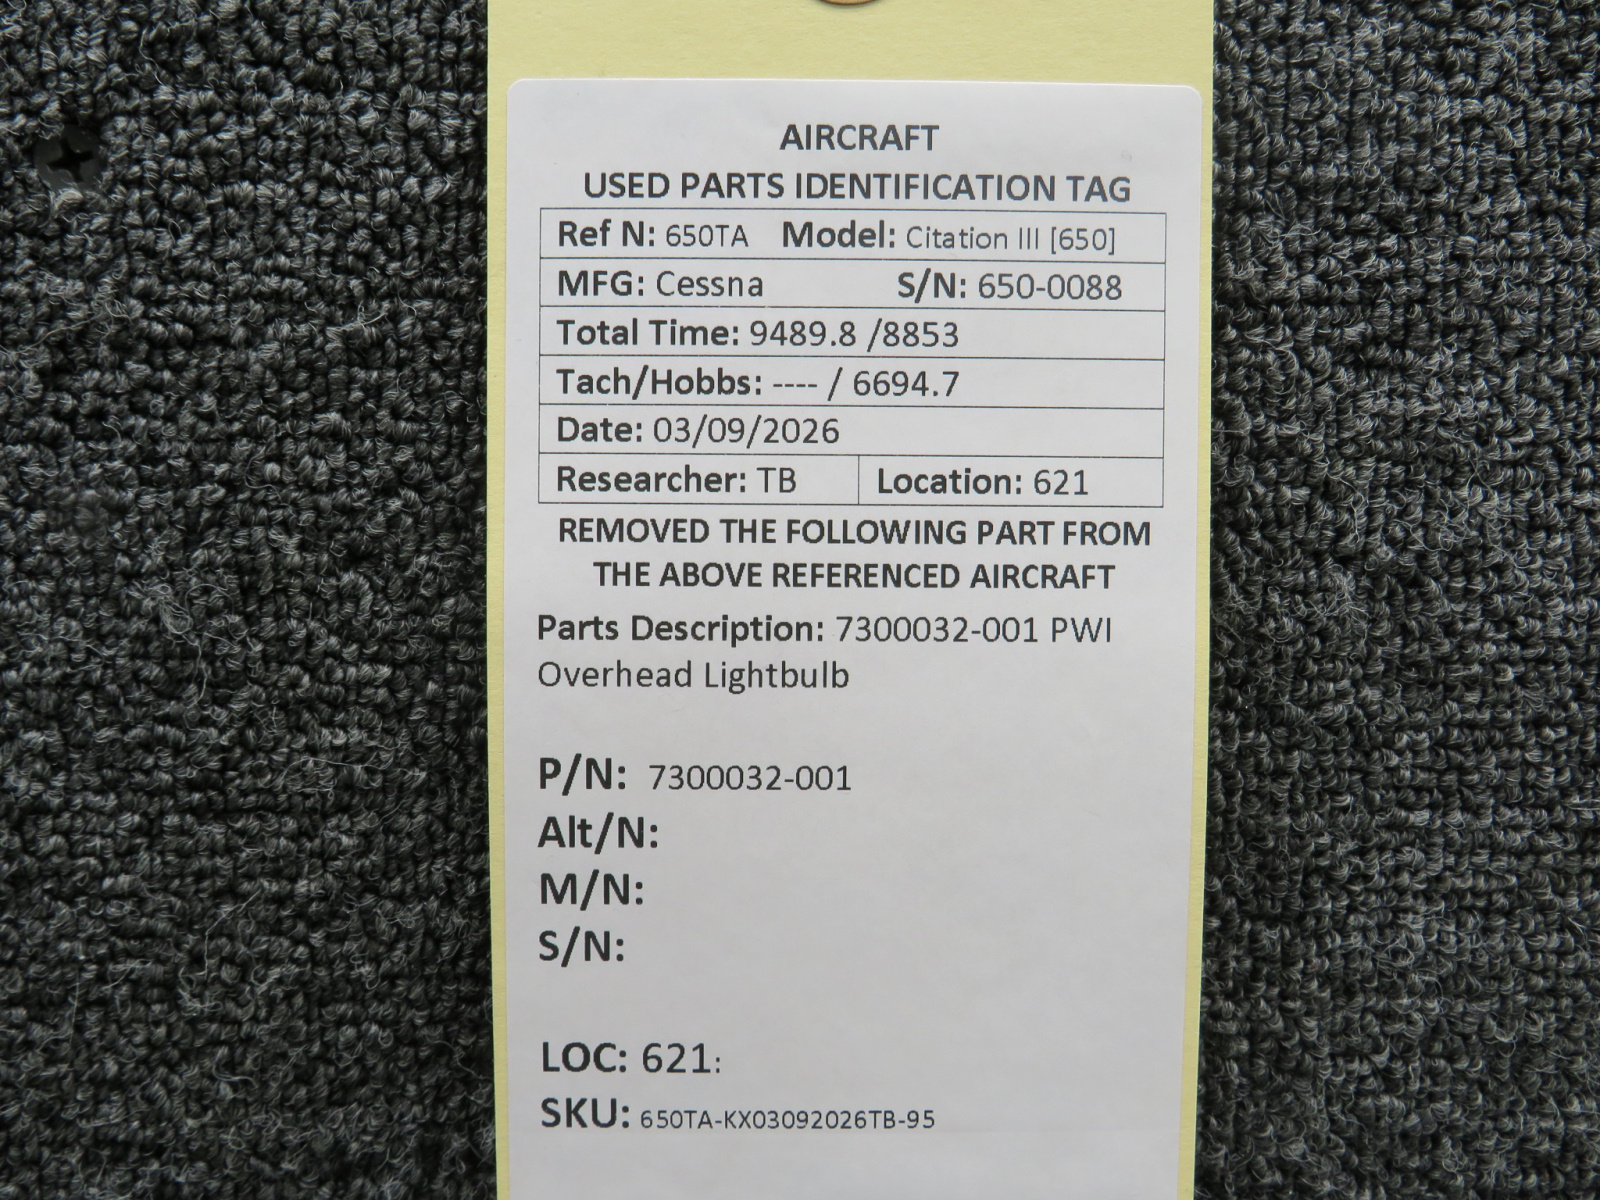 AIRCRAFT
USED PARTS IDENTIFICATION TAG
Ref N: 650TA Model: Citation III [650]
MFG: Cessna S/N: 650-0088
Total Time: 9489.8 /8853
Tach/Hobbs: ---- / 6694.7
Date: 03/09/2026
Researcher: TB Location: 621
REMOVED THE FOLLOWING PART FROM
THE ABOVE REFERENCED AIRCRAFT
Parts Description: 7300032-001 PWI
Overhead Lightbulb
P/N: 7300032-001
Alt/N:
M/N:
S/N:
LOC: 621:
SKU: 650TA-KX03092026TB-95